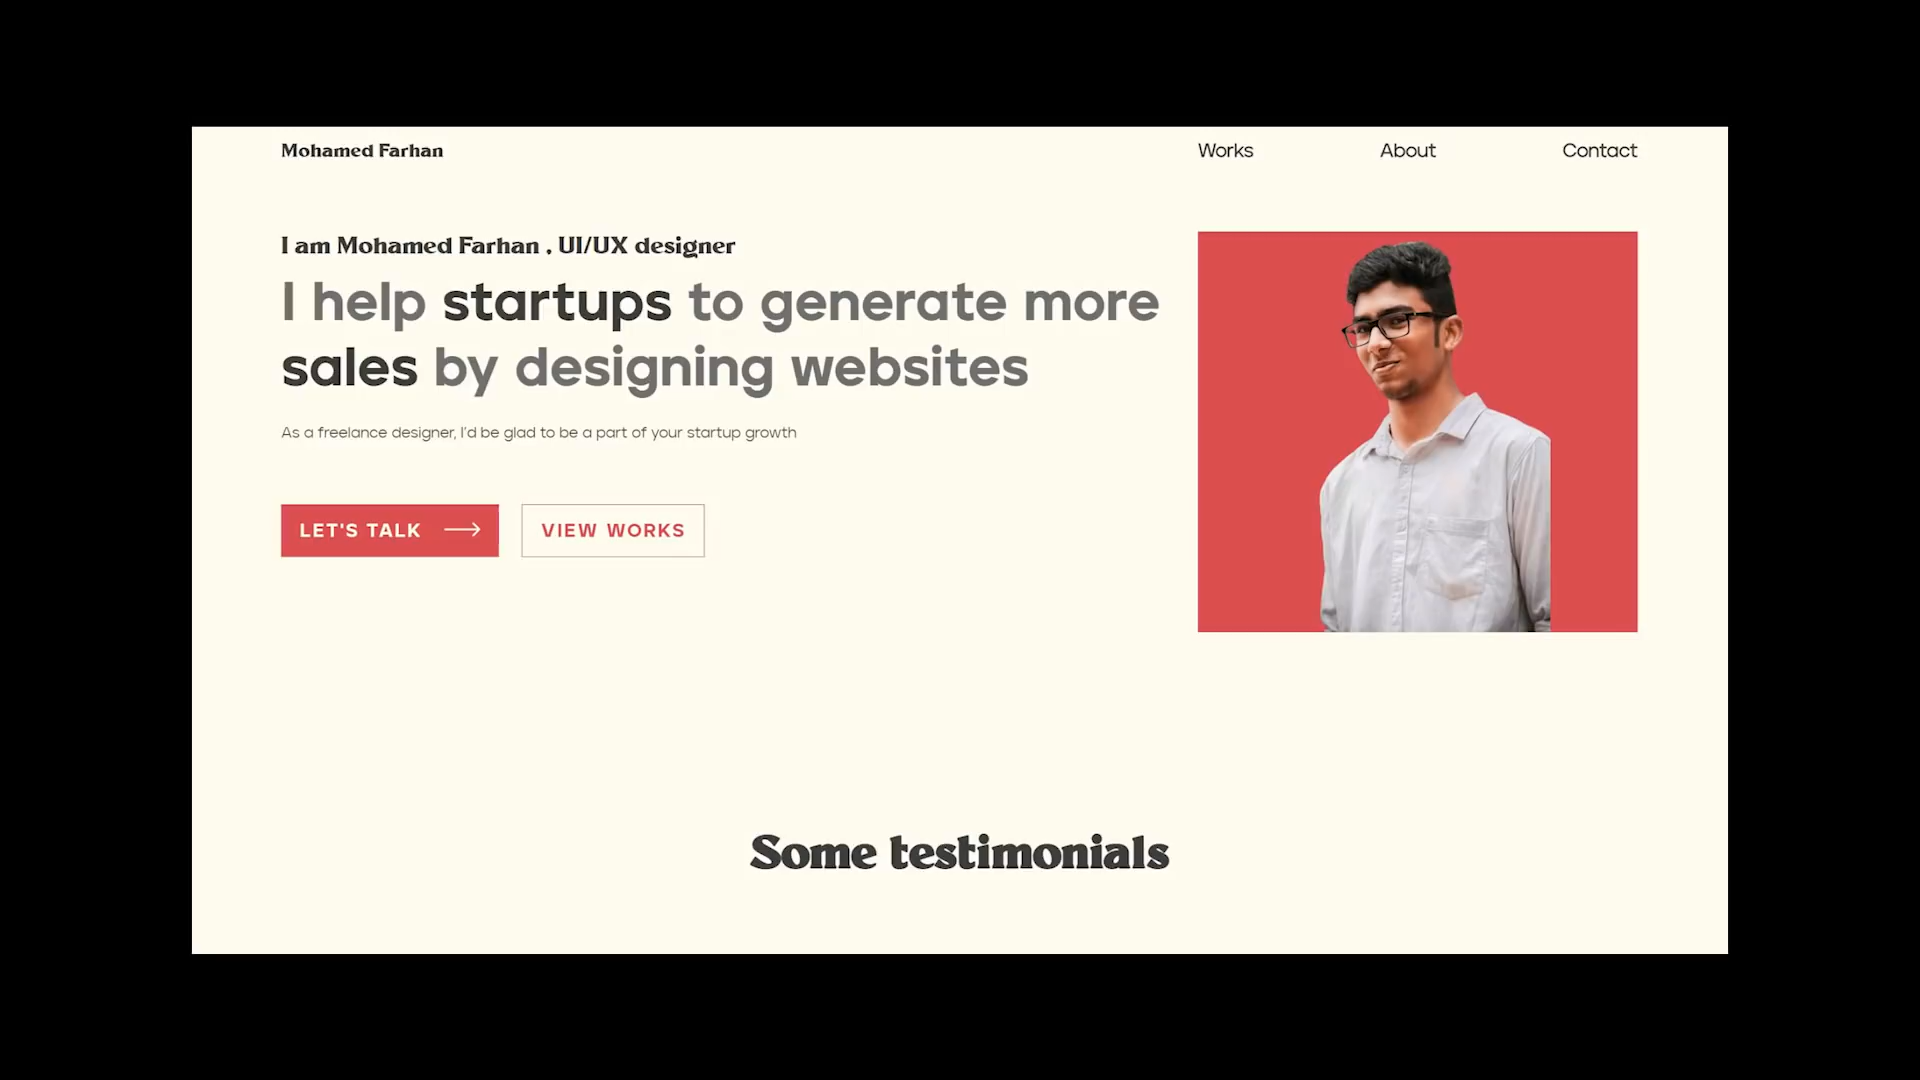 Mohamed Farhan
Works
About
Contact
I am Mohamed Farhan , UI/UX designer
I help startups to generate more
sales by designing websites
As a freelance designer, I'd be glad to be a part of your startup growth
LET'S TALK
VIEW WORKS
Some testimonials